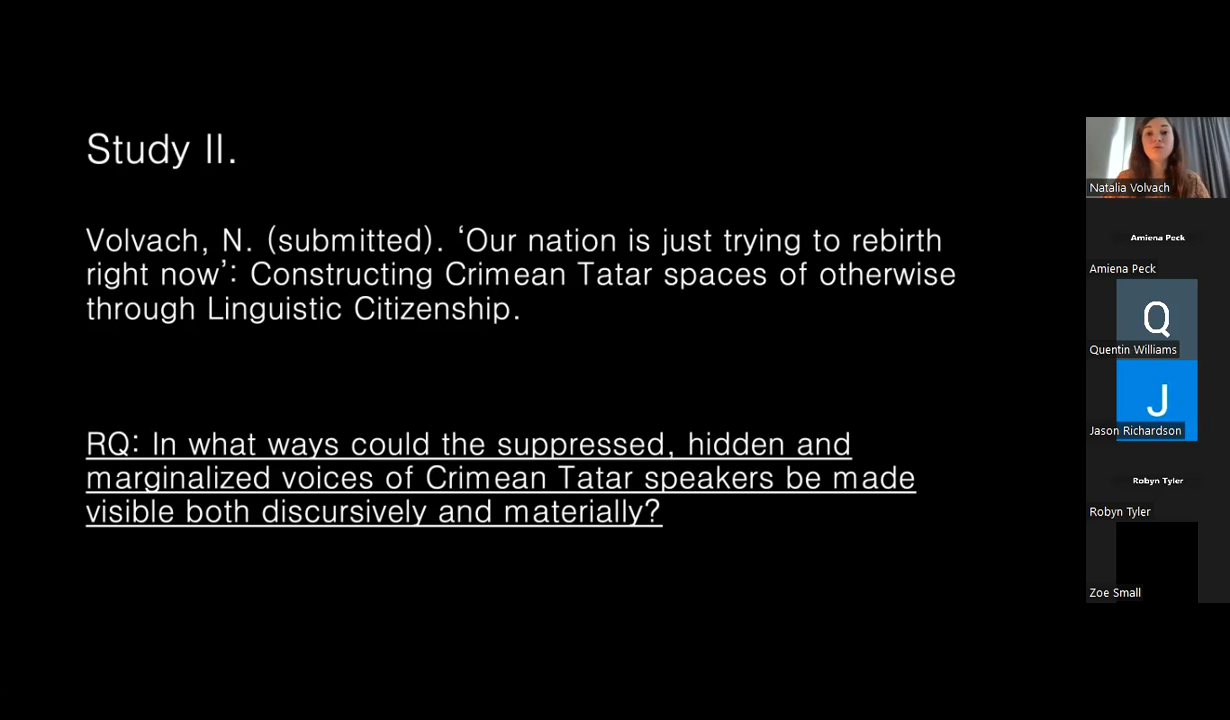 Study II.
Volvach, N. (submitted). ‘Our nation is just trying to rebirth
right now’: Constructing Crimean Tatar spaces of otherwise
through Linguistic Citizenship.
RQ: In what ways could the suppressed, hidden and
marginalized voices of Crimean Tatar speakers be made
visible both discursively and materially?
Natalia Volvach
Amiena Peck
Amiena Peck
Q
Quentin Williams
J
Jason Richardson
Robyn Tyler
Robyn Tyler
Zoe Small